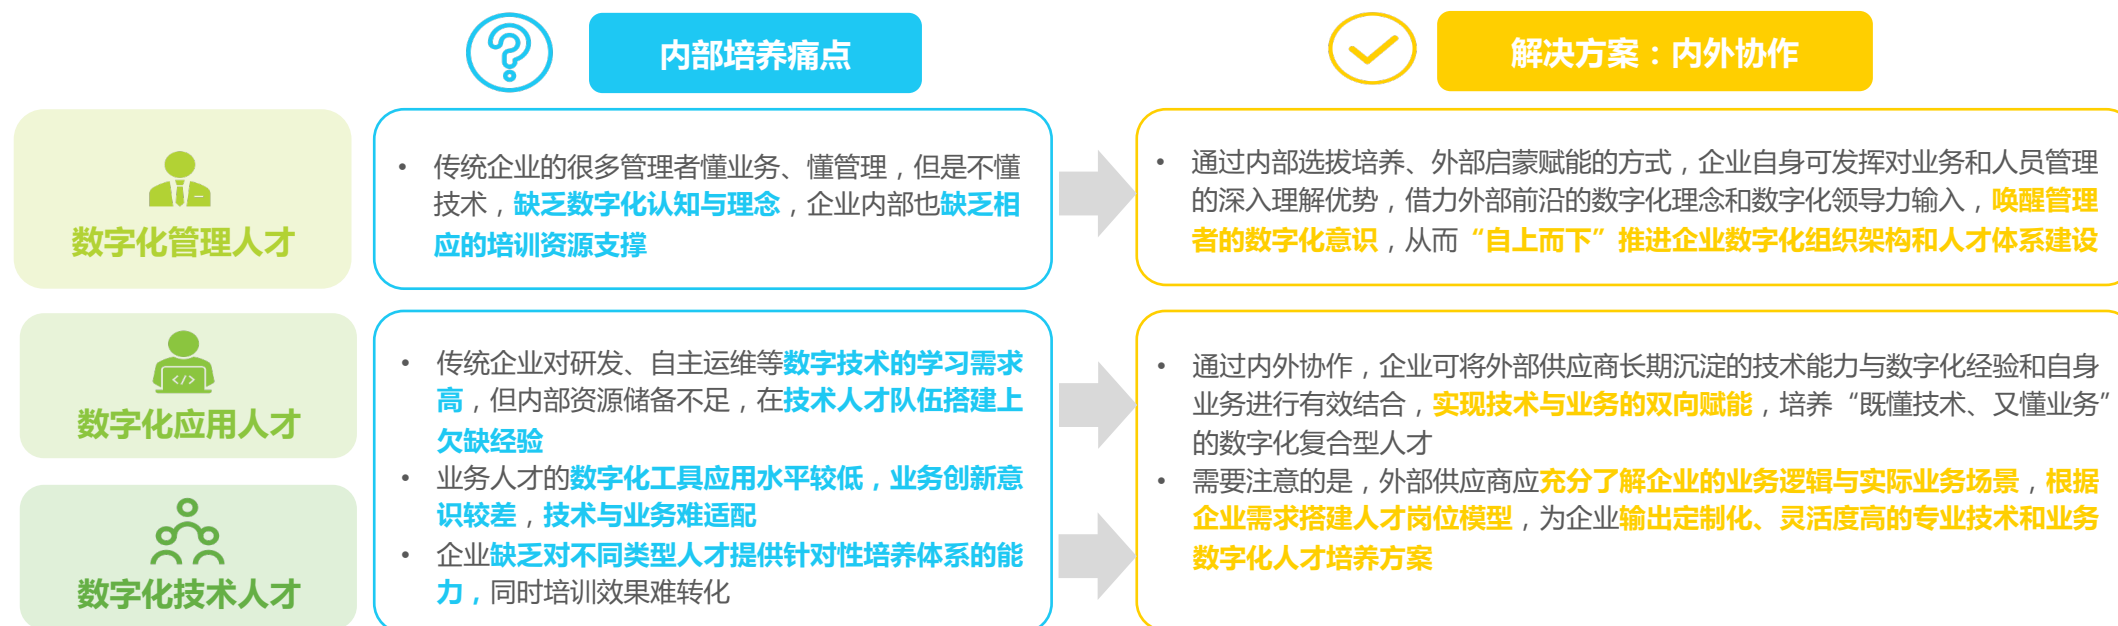 内部培养痛点
解决方案：内外协作
数字化管理人才
• 传统企业的很多管理者懂业务、懂管理，但是不懂
技术，缺乏数字化认知与理念，企业内部也缺乏相
应的培训资源支撑
• 通过内部选拔培养、外部启蒙赋能的方式，企业自身可发挥对业务和人员管理
的深入理解优势，借力外部前沿的数字化理念和数字化领导力输入，唤醒管理
者的数字化意识，从而“自上而下”推进企业数字化组织架构和人才体系建设
</>
数字化应用人才
数字化技术人才
• 传统企业对研发、自主运维等数字技术的学习需求
高，但内部资源储备不足，在技术人才队伍搭建上
欠缺经验
• 业务人才的数字化工具应用水平较低，业务创新意
识较差，技术与业务难适配
• 企业缺乏对不同类型人才提供针对性培养体系的能
力，同时培训效果难转化
• 通过内外协作，企业可将外部供应商长期沉淀的技术能力与数字化经验和自身
业务进行有效结合，实现技术与业务的双向赋能，培养“既懂技术、又懂业务”
的数字化复合型人才
• 需要注意的是，外部供应商应充分了解企业的业务逻辑与实际业务场景，根据
企业需求搭建人才岗位模型，为企业输出定制化、灵活度高的专业技术和业务
数字化人才培养方案